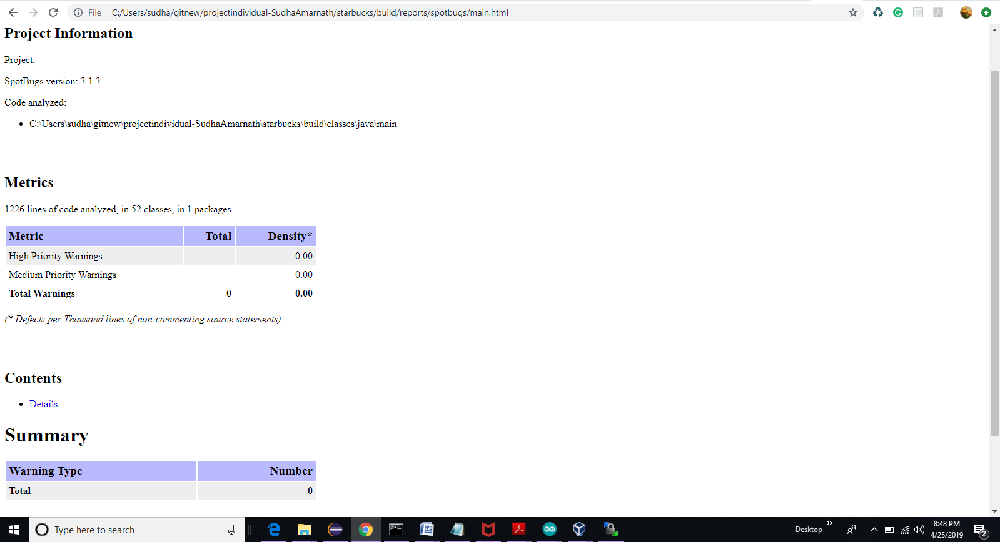 File C:/Users/sudha/gitnew/projectindividual-SudhaAmarnath/starbucks/build/reports/spotbugs/main.html
Project Information
Project:
SpotBugs version: 3.1.3
Code analyzed:
• C:\Users\sudha\gitnew\projectindividual-SudhaAmarnath\starbucks\build\classes\java\main
Metrics
1226 lines of code analyzed, in 52 classes, in 1 packages.
Metric Total Density*
High Priority Warnings 0.00
Medium Priority Warnings 0.00
Total Warnings 0 0.00
(* Defects per Thousand lines of non-commenting source statements)
Contents
• Details
Summary
Warning Type Number
Total 0
Type here to search
Desktop
8:48 PM
4/25/2019
2